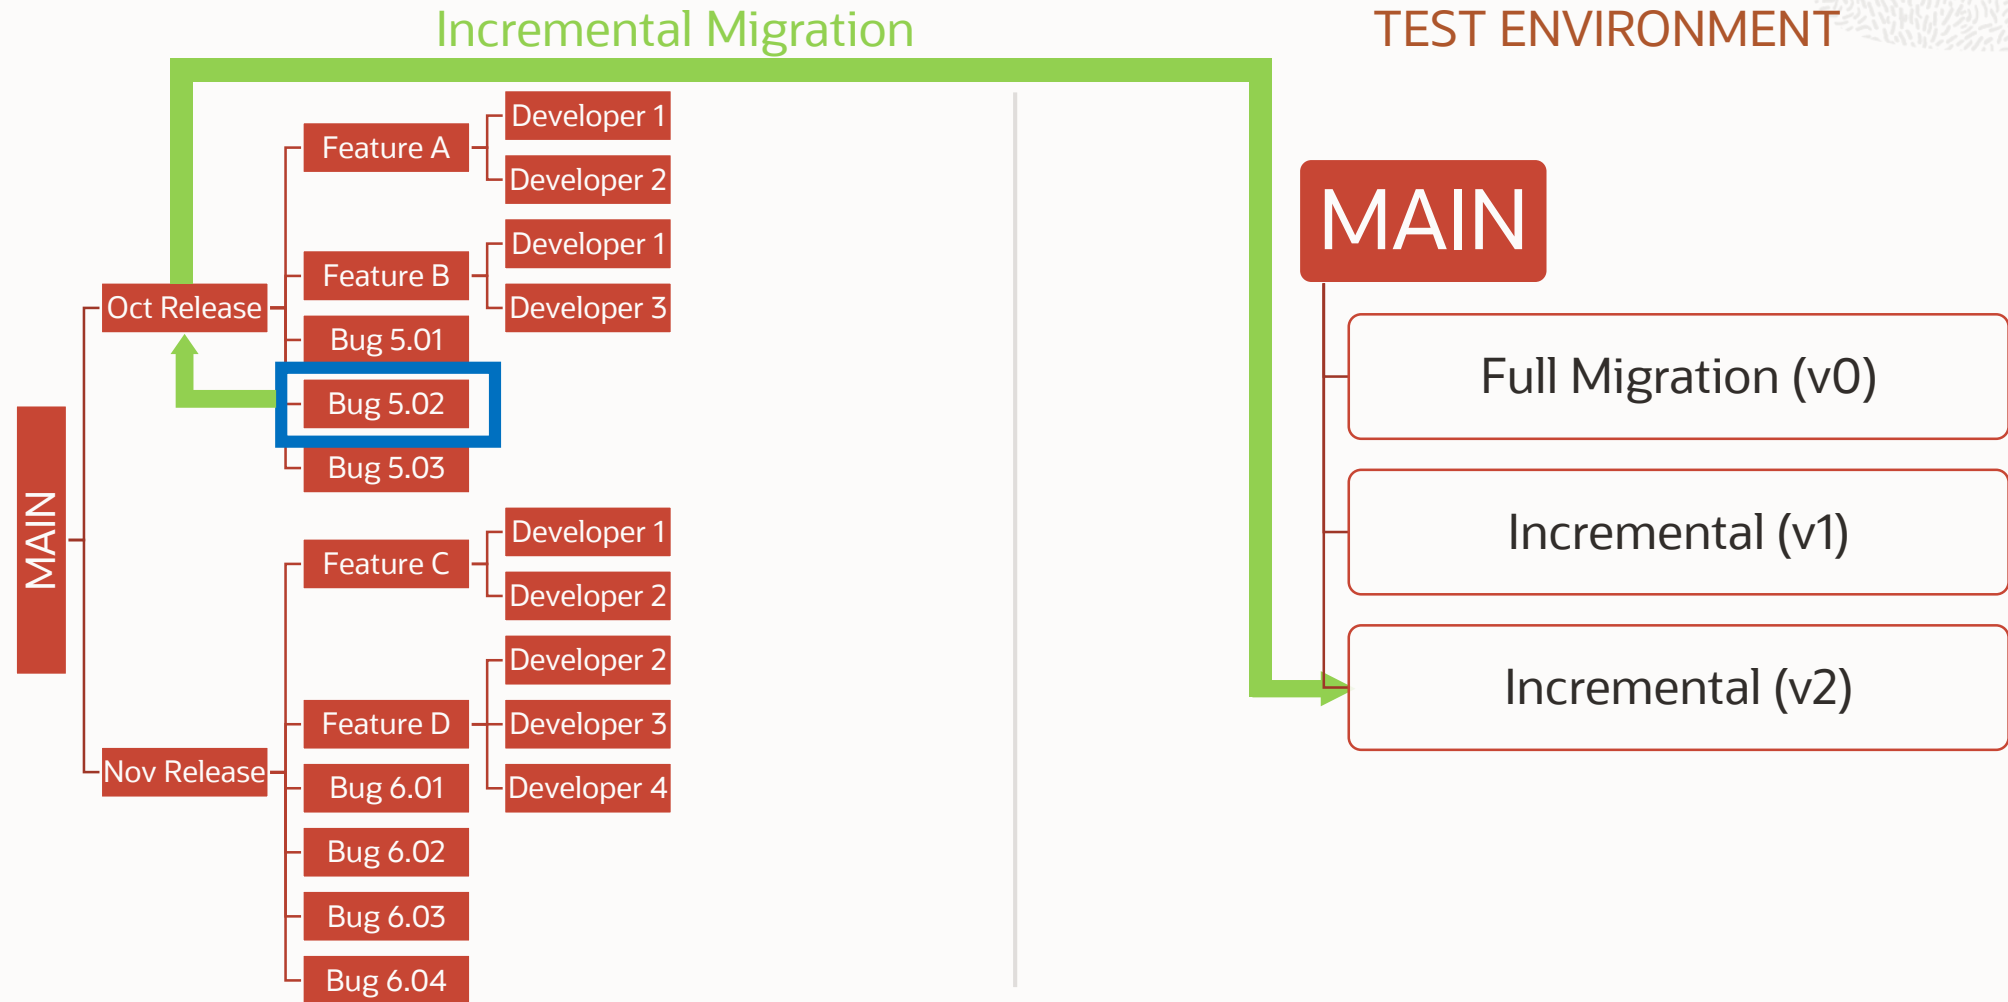 Incremental Migration
TEST ENVIRONMENT
MAIN
Oct Release
Feature A
Developer 1
Developer 2
Feature B
Developer 1
Developer 3
Bug 5.01
Bug 5.02
Bug 5.03
Nov Release
Feature C
Developer 1
Developer 2
Feature D
Developer 2
Developer 3
Developer 4
Bug 6.01
Bug 6.02
Bug 6.03
Bug 6.04
MAIN
Full Migration (v0)
Incremental (v1)
Incremental (v2)